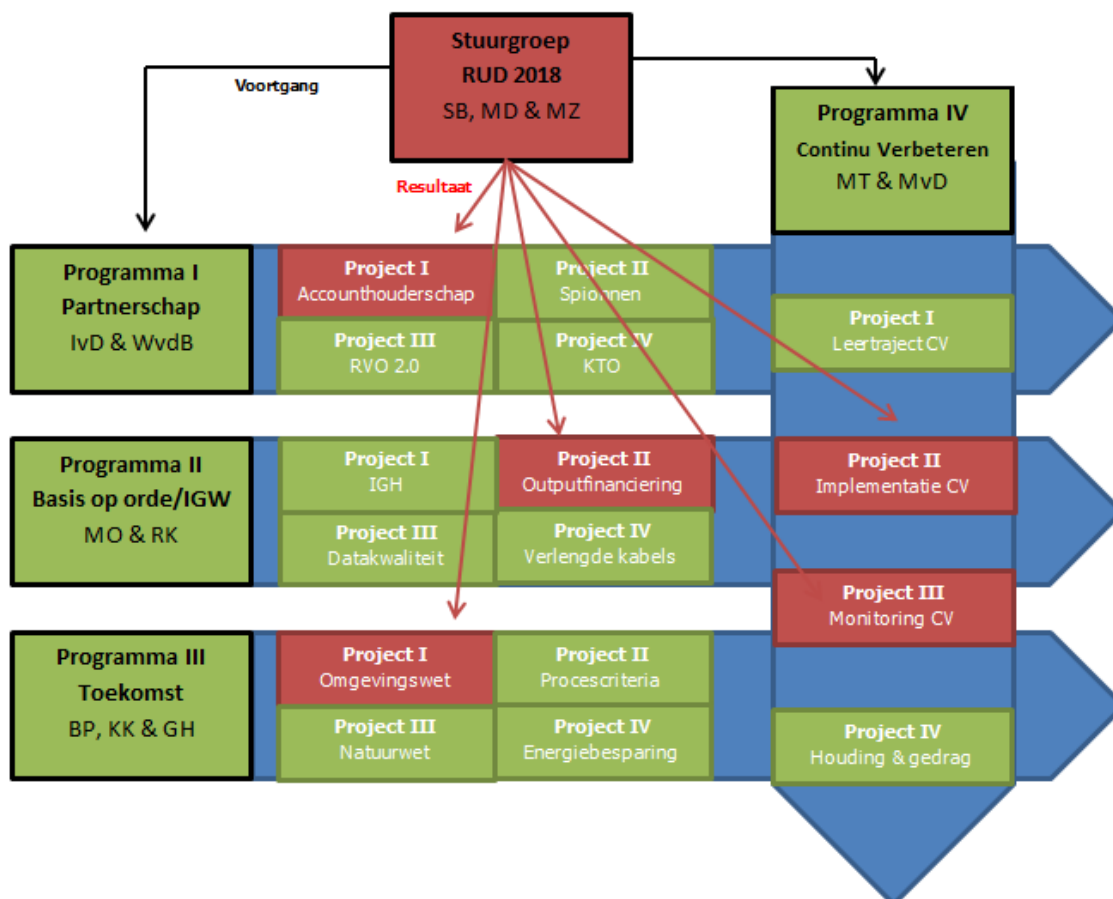 Stuurgroep
RUD 2018
SB, MD & MZ
Voortgang
Resultaat
Programma IV
Continu Verbeteren
MT & MvD
Programma I
Partnerschap
IvD & WvdB
Project I
Accounthouderschap
Project II
Spionnen
Project III
RVO 2.0
Project IV
KTO
Project I
Leertraject CV
Programma II
Basis op orde/IGW
MO & RK
Project I
IGH
Project II
Outputfinanciering
Project III
Datakwaliteit
Project IV
Verlengde kabels
Project II
Implementatie CV
Project III
Monitoring CV
Programma III
Toekomst
BP, KK & GH
Project I
Omgevingswet
Project II
Procescriteria
Project III
Natuurwet
Project IV
Energiebesparing
Project IV
Houding & gedrag